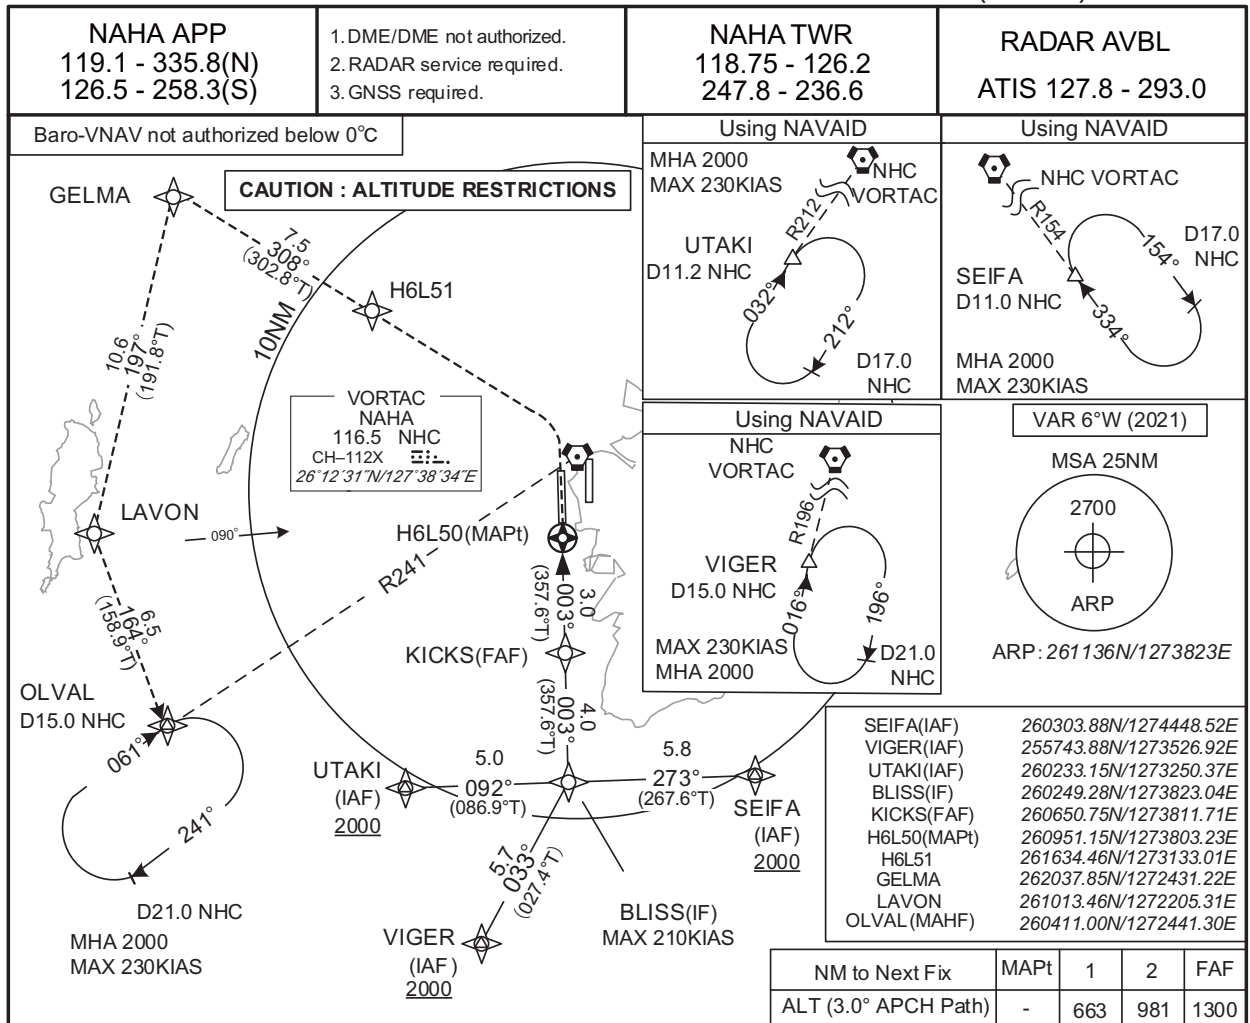 NAHA APP
119.1 - 335.8(N)
126.5 - 258.3(S)
1. DME/DME not authorized.
2. RADAR service required.
3. GNSS required.
NAHA TWR
118.75 - 126.2
247.8 - 236.6
RADAR AVBL
ATIS 127.8 - 293.0
Baro-VNAV not authorized below 0°C
CAUTION : ALTITUDE RESTRICTIONS
GELMA
7.5
308°
(302.8°T)
H6L51
10NM
10.6
197°
(191.8°T)
VORTAC
NAHA
116.5 NHC
CH–112X
26°12´31˝N/127°38´34˝E
LAVON
090°
H6L50(MAPt)
R241
6.5
164°
(158.9°T)
3.0
003°
(357.6°T)
KICKS(FAF)
4.0
003°
(357.6°T)
OLVAL
D15.0 NHC
061°
241°
D21.0 NHC
MHA 2000
MAX 230KIAS
UTAKI
(IAF)
2000
5.0
092°
(086.9°T)
5.8
273°
(267.6°T)
SEIFA
(IAF)
2000
5.7
033°
(027.4°T)
VIGER
(IAF)
2000
BLISS(IF)
MAX 210KIAS
Using NAVAID
MHA 2000
MAX 230KIAS
NHC
VORTAC
R212
UTAKI
D11.2 NHC
032°
212°
D17.0
NHC
Using NAVAID
NHC VORTAC
R154
154°
D17.0
NHC
SEIFA
D11.0 NHC
334°
MHA 2000
MAX 230KIAS
Using NAVAID
NHC
VORTAC
R196
VIGER
D15.0 NHC
016°
196°
MAX 230KIAS
MHA 2000
D21.0
NHC
VAR 6°W (2021)
MSA 25NM
2700
ARP
ARP: 261136N/1273823E
SEIFA(IAF) 260303.88N/1274448.52E
VIGER(IAF) 255743.88N/1273526.92E
UTAKI(IAF) 260233.15N/1273250.37E
BLISS(IF) 260249.28N/1273823.04E
KICKS(FAF) 260650.75N/1273811.71E
H6L50(MAPt) 260951.15N/1273803.23E
H6L51 261634.46N/1273133.01E
GELMA 262037.85N/1272431.22E
LAVON 261013.46N/1272205.31E
OLVAL(MAHF) 260411.00N/1272441.30E
NM to Next Fix MAPt 1 2 FAF
ALT (3.0° APCH Path) - 663 981 1300